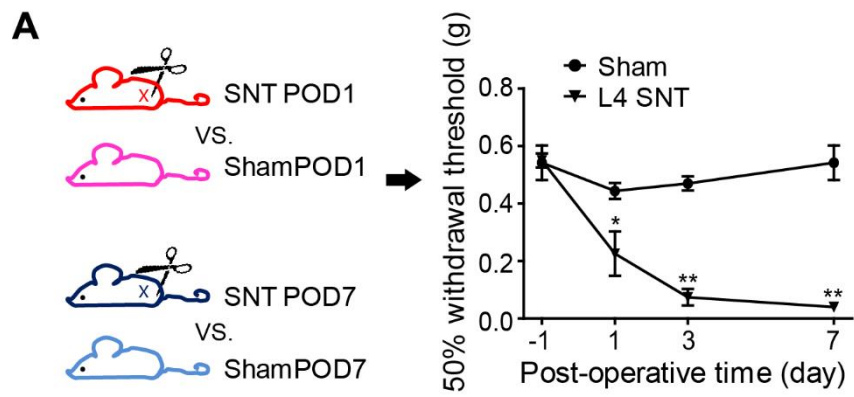 A
X
SNT POD1
VS.
ShamPOD1
X
SNT POD7
VS.
ShamPOD7
50% withdrawal threshold (g)
Sham
L4 SNT
0.8
0.6
0.4
0.2
0.0
*
**
**
-1 1 3 7
Post-operative time (day)